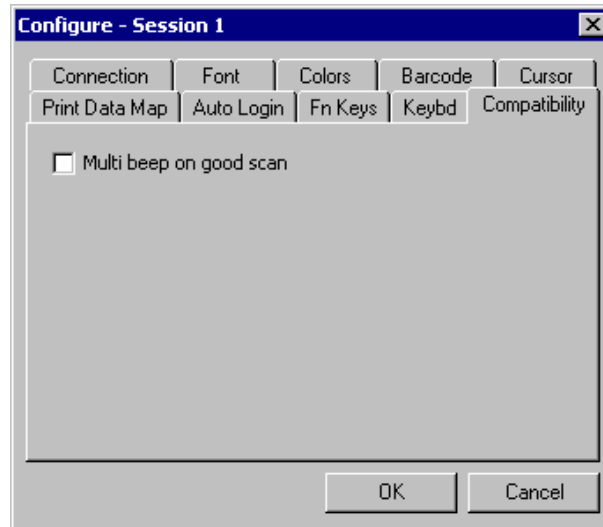 Configure - Session 1
Connection Font Colors Barcode Cursor
Print Data Map Auto Login Fn Keys Keybd Compatibility
Multi beep on good scan
OK Cancel